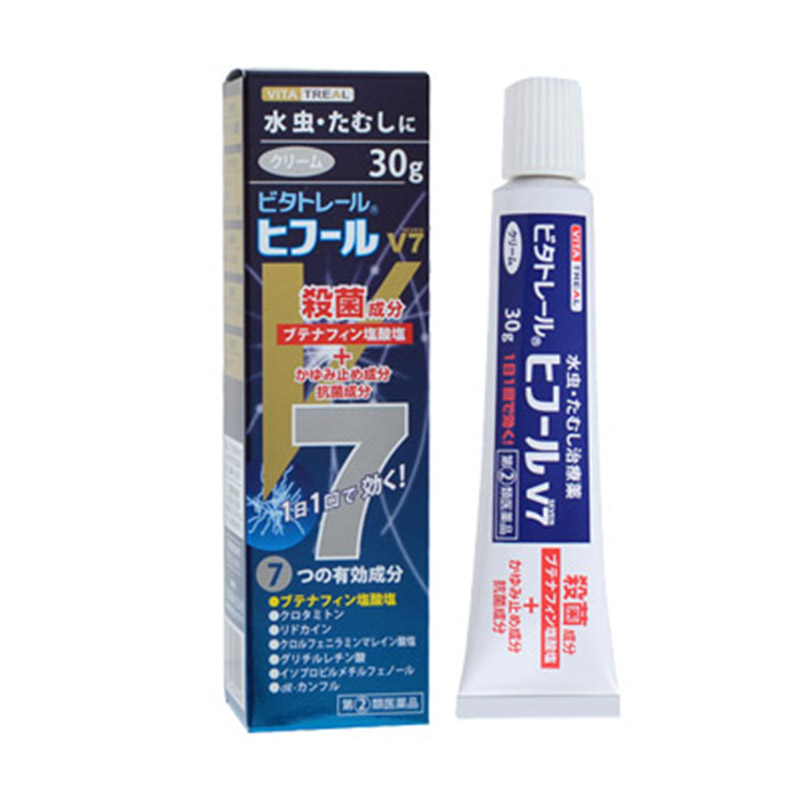 VITA TREAL
水虫・たむしに
クリーム
30g
ビタトレール®
ヒフール
SEVEN
V7
殺菌成分
ブテナフィン塩酸塩
+
かゆみ止め成分
抗菌成分
7
1日1回で効く!
7つの有効成分
●ブテナフィン塩酸塩
●クロタミトン
●リドカイン
●クロルフェニラミンマレイン酸塩
●グリチルレチン酸
●イソプロピルメチルフェノール
●dl-カンフル
第②類医薬品
VITA TREAL
クリーム
ビタトレール®
30g
水虫・たむし治療薬
ヒフール
SEVEN
V7
1日1回で効く!
第②類医薬品
殺菌成分
ブテナフィン塩酸塩
+
かゆみ止め成分
抗菌成分